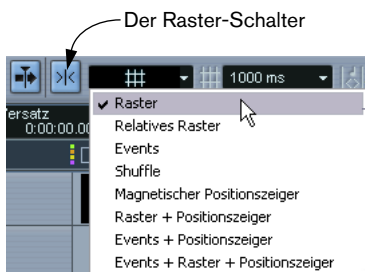 Der Raster-Schalter
1000 ms
ersatz
0:00:00.00
Raster
Relatives Raster
Events
Shuffle
Magnetischer Positionszeiger
Raster + Positionszeiger
Events + Positionszeiger
Events + Raster + Positionszeiger